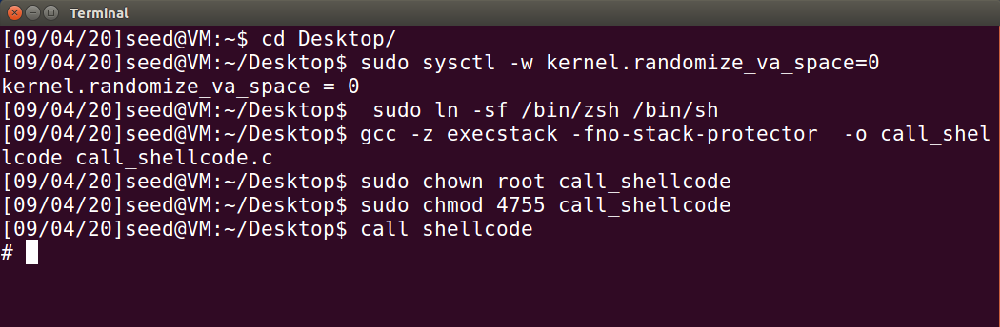 Terminal
[09/04/20]seed@VM:~$ cd Desktop/
[09/04/20]seed@VM:~/Desktop$ sudo sysctl -w kernel.randomize_va_space=0
kernel.randomize_va_space = 0
[09/04/20]seed@VM:~/Desktop$  sudo ln -sf /bin/zsh /bin/sh
[09/04/20]seed@VM:~/Desktop$ gcc -z execstack -fno-stack-protector  -o call_shel
lcode call_shellcode.c
[09/04/20]seed@VM:~/Desktop$ sudo chown root call_shellcode
[09/04/20]seed@VM:~/Desktop$ sudo chmod 4755 call_shellcode
[09/04/20]seed@VM:~/Desktop$ call_shellcode
#